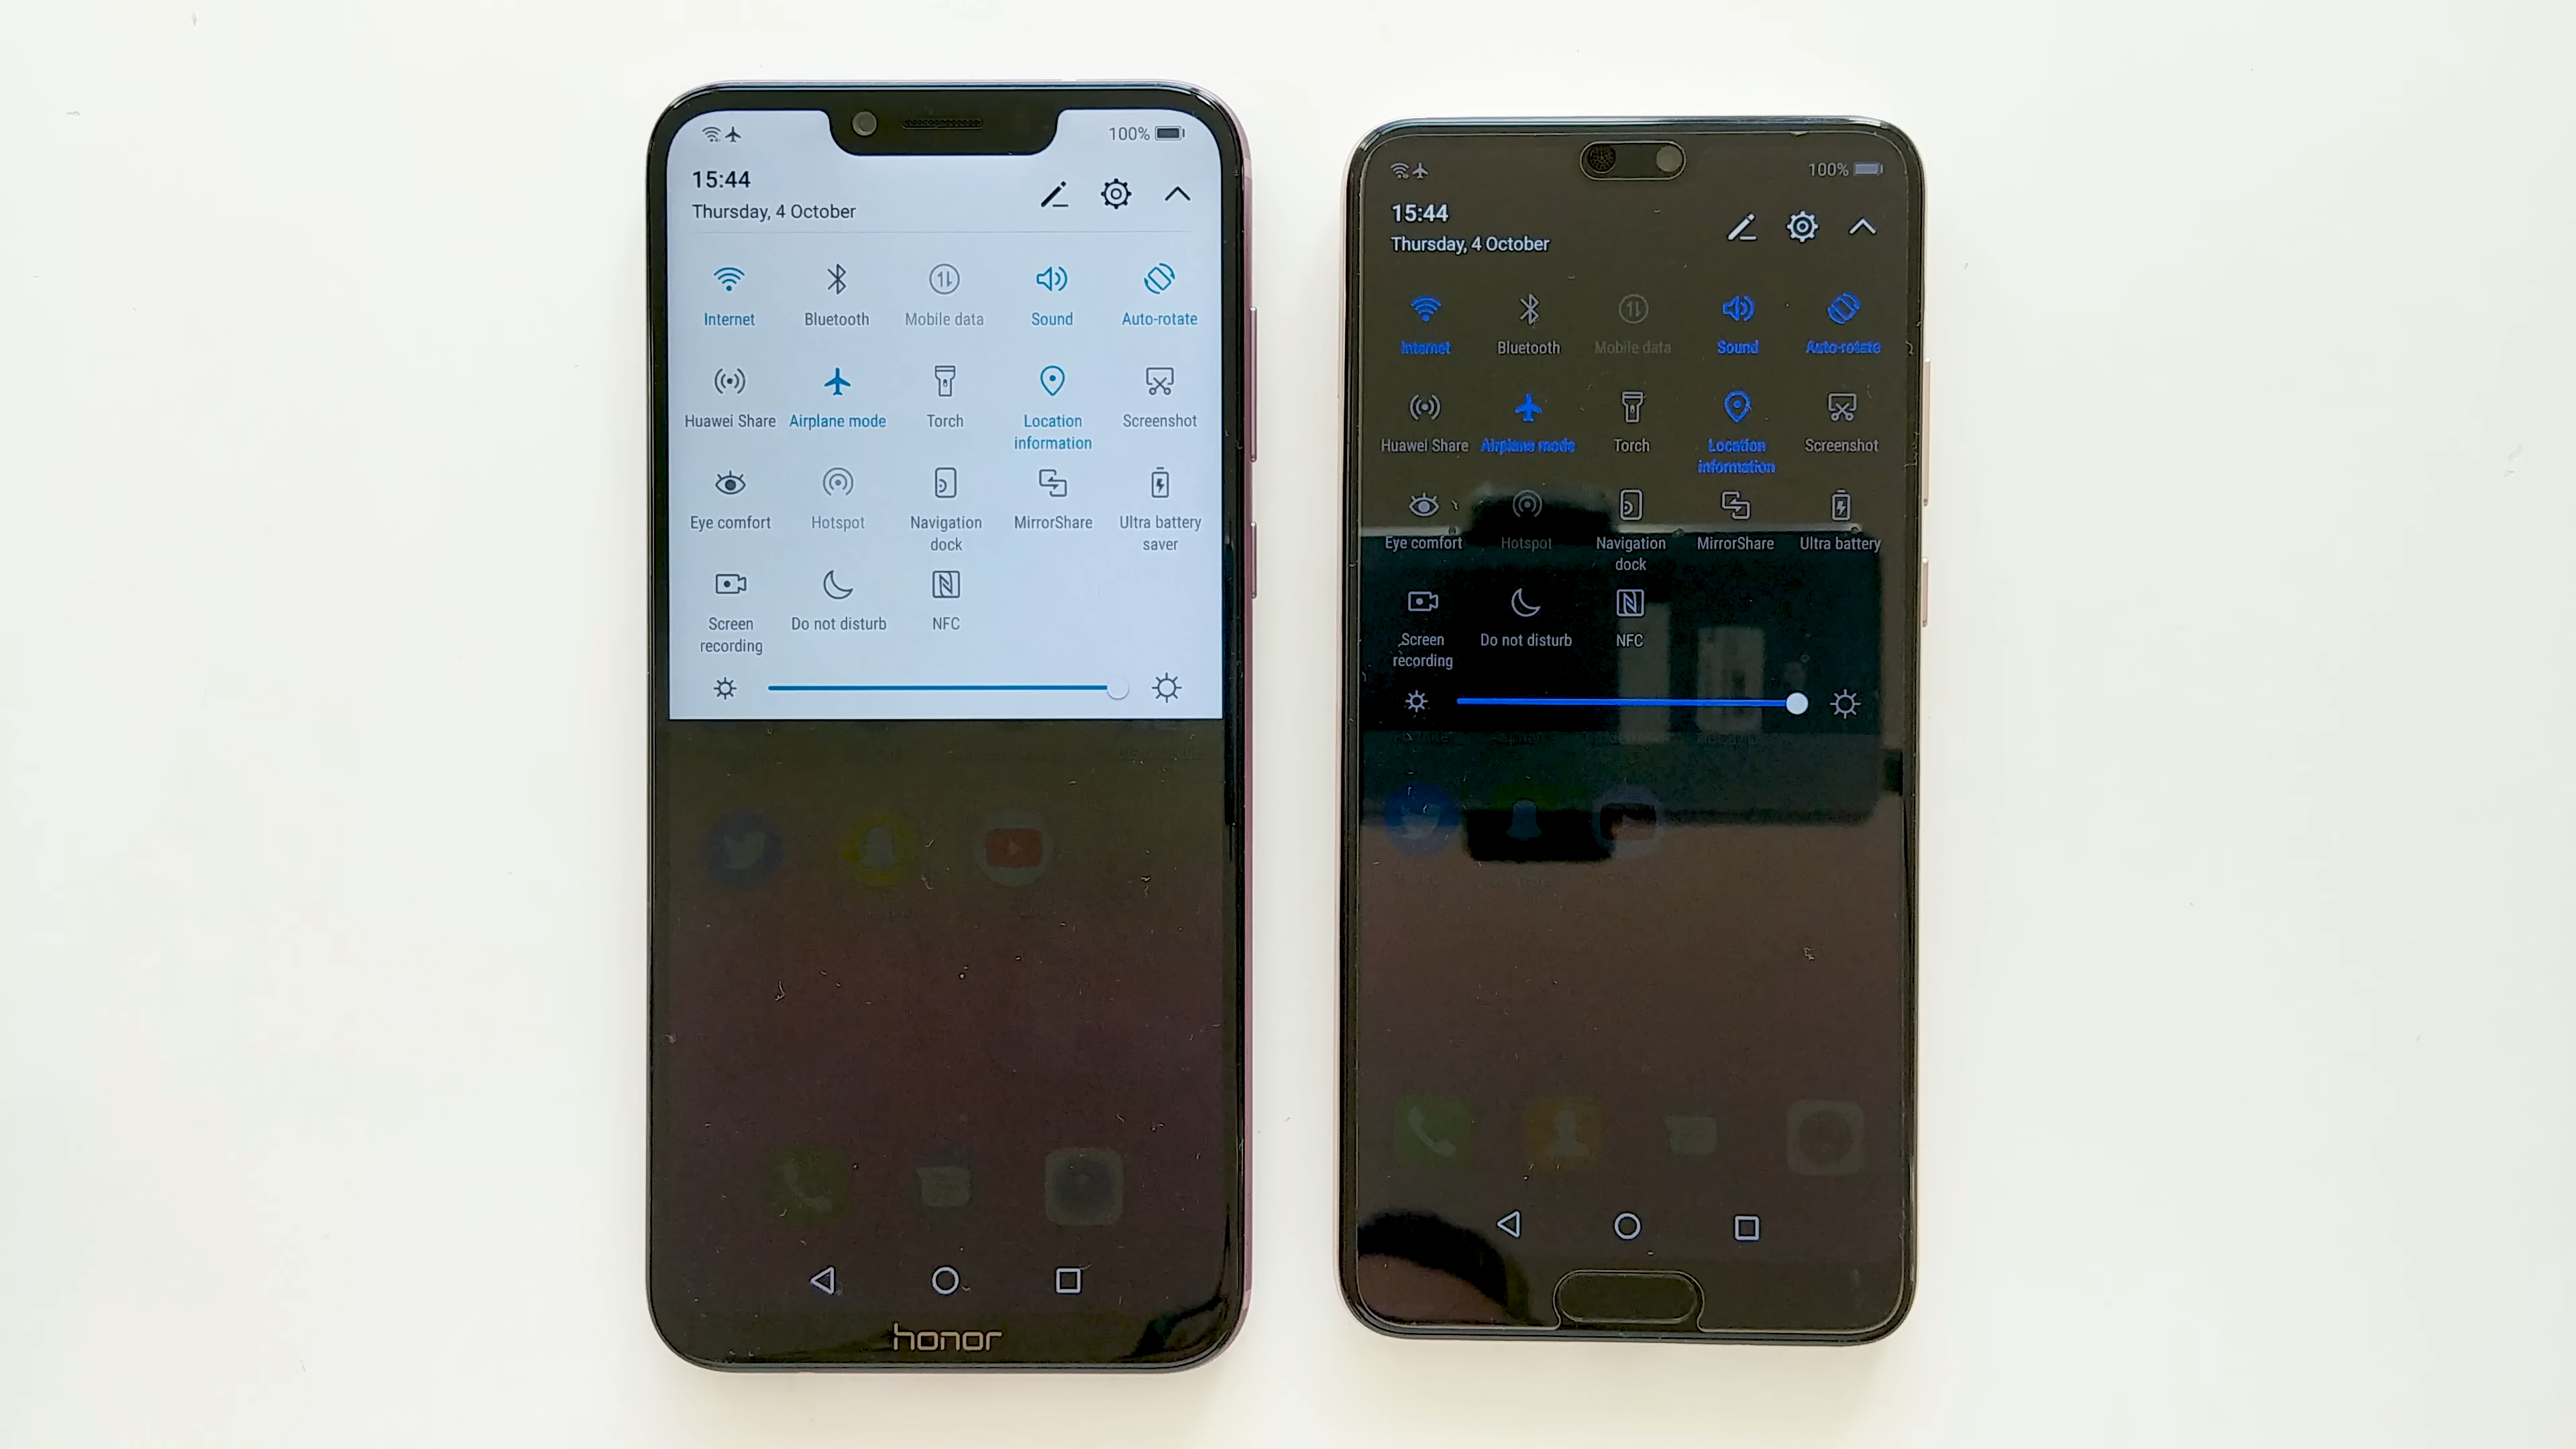 100%
15:44
Thursday, 4 October
Internet Bluetooth Mobile data Sound Auto-rotate
Huawei Share Airplane mode Torch Location information Screenshot
Eye comfort Hotspot Navigation dock MirrorShare Ultra battery saver
Screen recording Do not disturb NFC
honor
100%
15:44
Thursday, 4 October
Internet Bluetooth Mobile data Sound Auto-rotate
Huawei Share Airplane mode Torch Location information Screenshot
Eye comfort Hotspot Navigation dock MirrorShare Ultra battery
Screen recording Do not disturb NFC